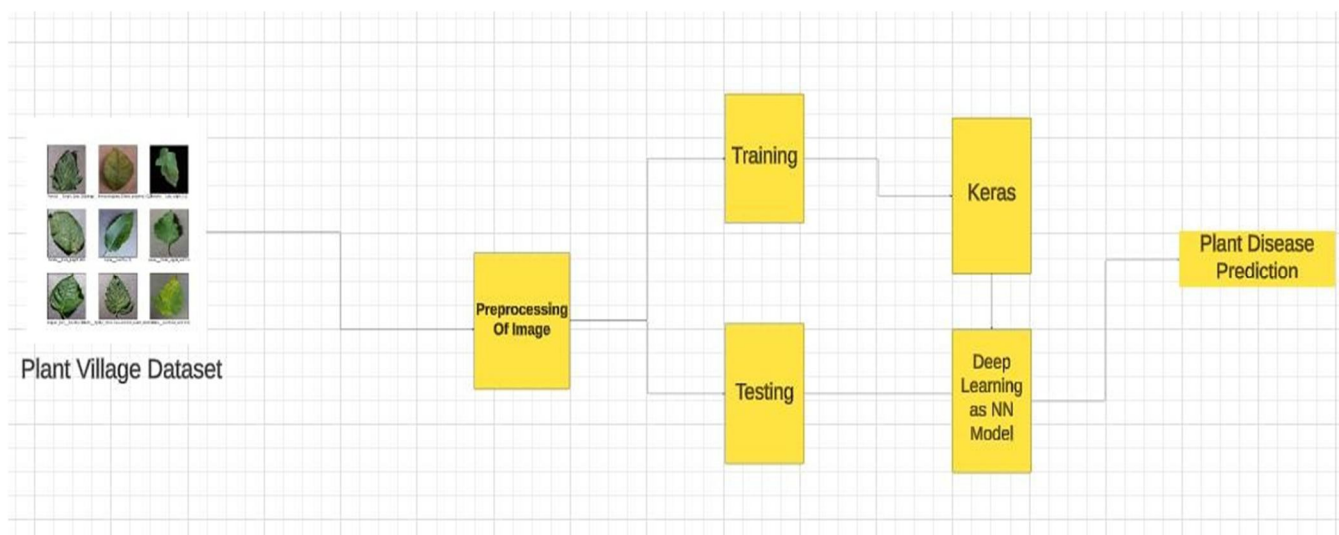 Plant Village Dataset
Preprocessing
Of Image
Training
Testing
Keras
Deep
Learning
as NN
Model
Plant Disease
Prediction